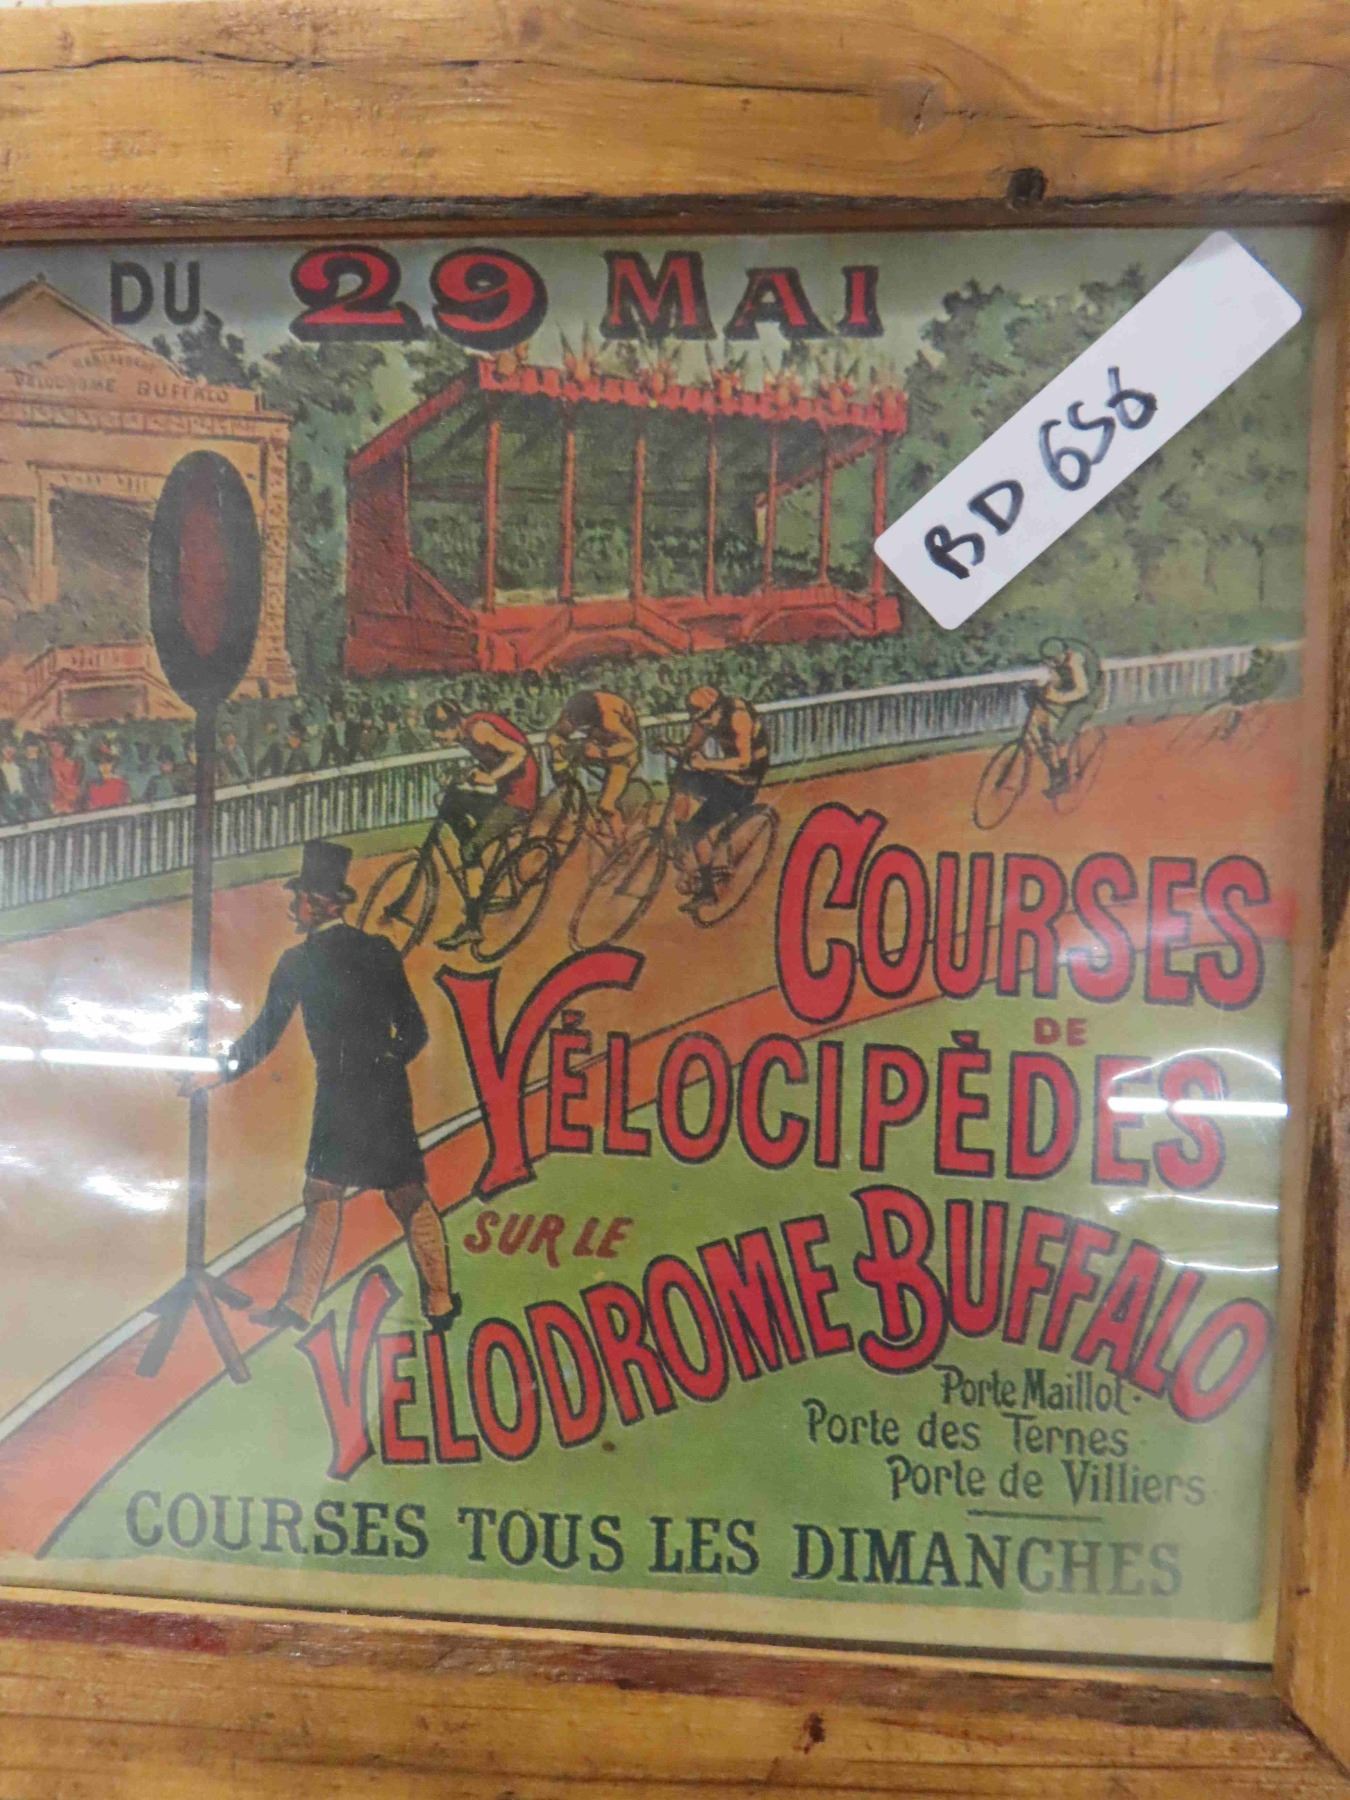 DU 29 MAI
VELODROME BUFFALO
BD 656
COURSES
DE
VÉLOCIPÈDES
SUR LE
VELODROME BUFFALO
Porte Maillot.
Porte des Ternes
Porte de Villiers
COURSES TOUS LES DIMANCHES